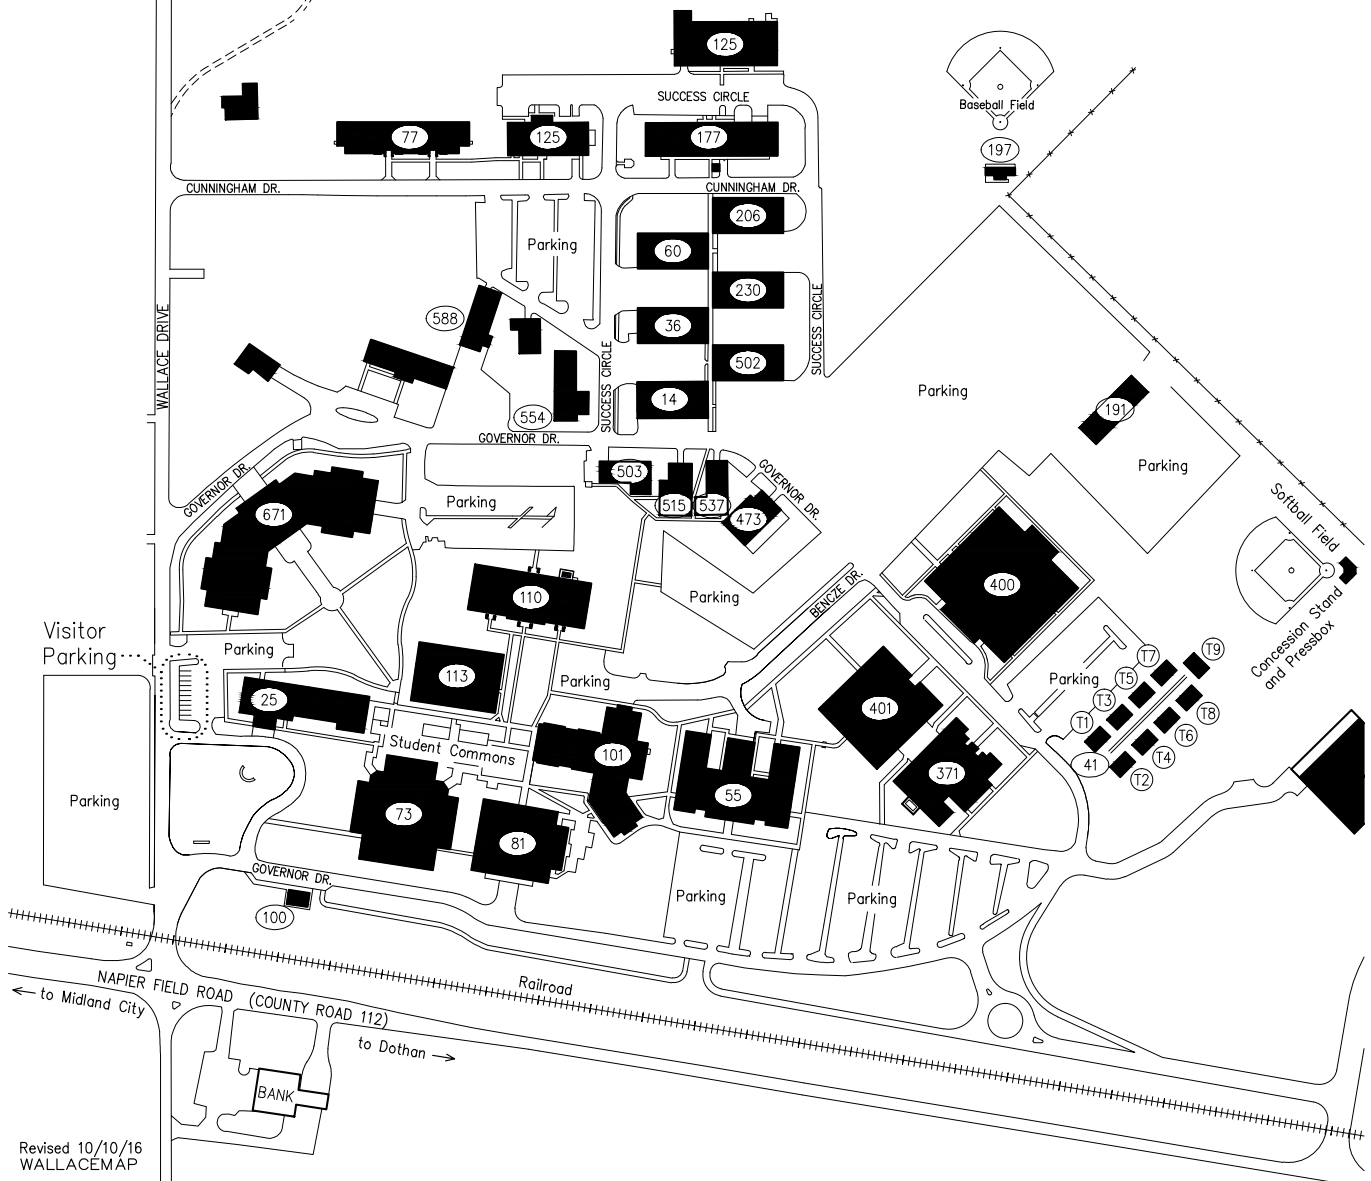 125
SUCCESS CIRCLE
Baseball Field
77
125
177
197
CUNNINGHAM DR.
CUNNINGHAM DR.
206
Parking
60
230
SUCCESS CIRCLE
588
36
WALLACE DRIVE
SUCCESS CIRCLE
502
Parking
14
191
554
GOVERNOR DR.
Parking
503
GOVERNOR DR.
GOVERNOR DR.
Softball Field
Parking
515
537
473
671
400
BENCZE DR.
110
Parking
Visitor
Parking
Parking
Concession Stand
and Pressbox
T7
T9
113
Parking
Parking
T5
25
T3
401
T8
T1
T6
Student Commons
101
T4
41
371
T2
Parking
55
73
81
GOVERNOR DR.
Parking
Parking
100
Railroad
NAPIER FIELD ROAD (COUNTY ROAD 112)
to Midland City
to Dothan
BANK
Revised 10/10/16
WALLACEMAP